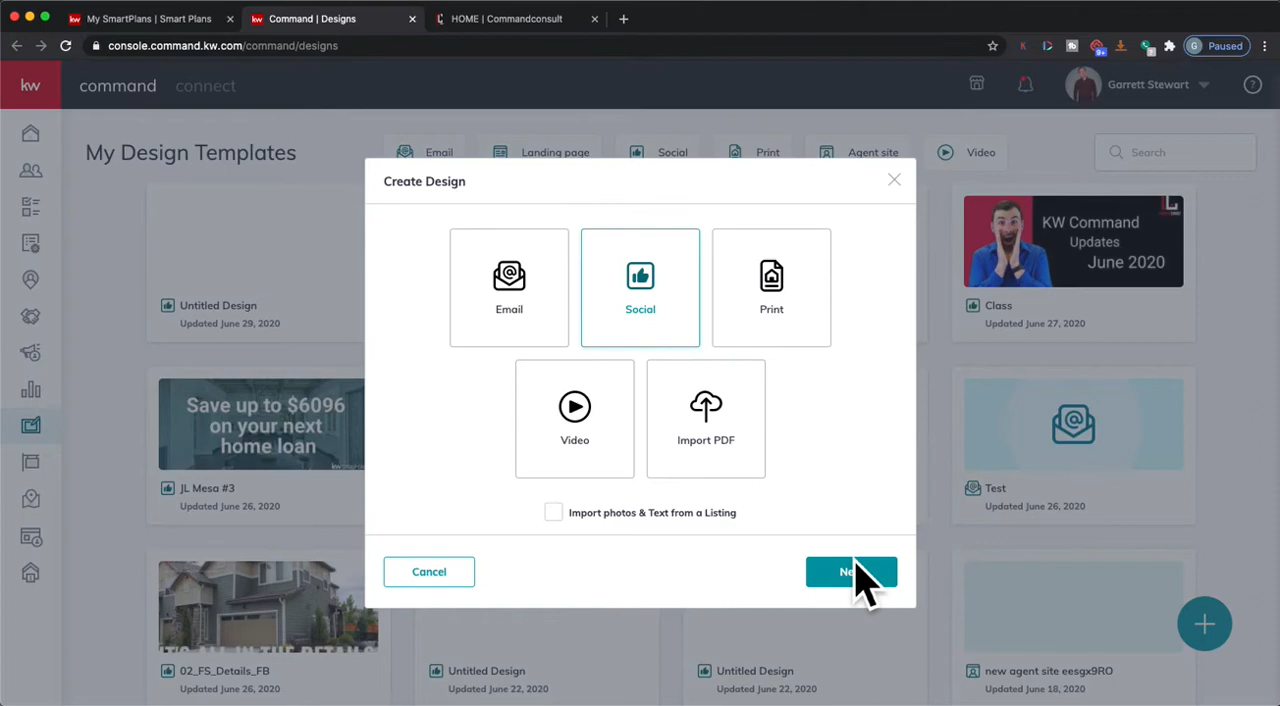 My SmartPlans | Smart Plans
Command | Designs
HOME | Commandconsult
console.command.kw.com/command/designs
9+
G Paused
kw command connect
Garrett Stewart
My Design Templates
Email
Landing page
Social
Print
Agent site
Video
Search
Create Design
Email
Social
Print
Video
Import PDF
Import photos & Text from a Listing
Cancel
Untitled Design
Updated June 29, 2020
KW Command
Updates
June 2020
Class
Updated June 27, 2020
Save up to $6096
on your next
home loan
JL Mesa #3
Updated June 26, 2020
Test
Updated June 26, 2020
02_FS_Details_FB
Updated June 26, 2020
Untitled Design
Updated June 22, 2020
Untitled Design
Updated June 22, 2020
new agent site eesgx9RO
Updated June 18, 2020